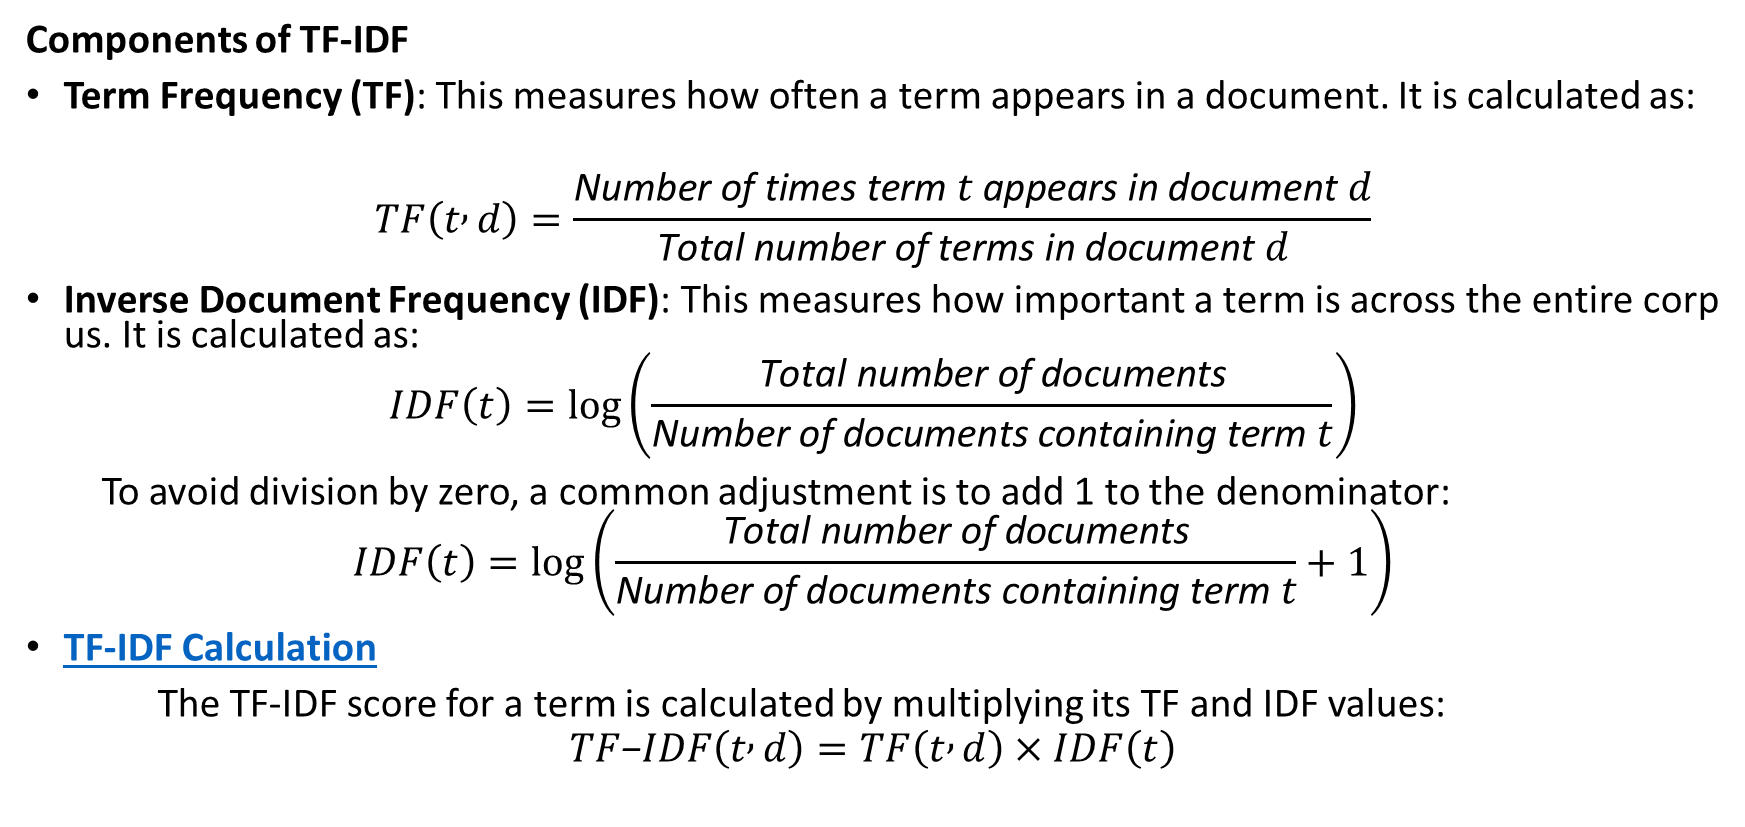 Components of TF-IDF
• Term Frequency (TF): This measures how often a term appears in a document. It is calculated as:
TF(t, d) = Number of times term t appears in document d / Total number of terms in document d
• Inverse Document Frequency (IDF): This measures how important a term is across the entire corp
us. It is calculated as:
IDF(t) = log(Total number of documents / Number of documents containing term t)
To avoid division by zero, a common adjustment is to add 1 to the denominator:
IDF(t) = log(Total number of documents / Number of documents containing term t + 1)
• TF-IDF Calculation
The TF-IDF score for a term is calculated by multiplying its TF and IDF values:
TF–IDF(t, d) = TF(t, d) × IDF(t)